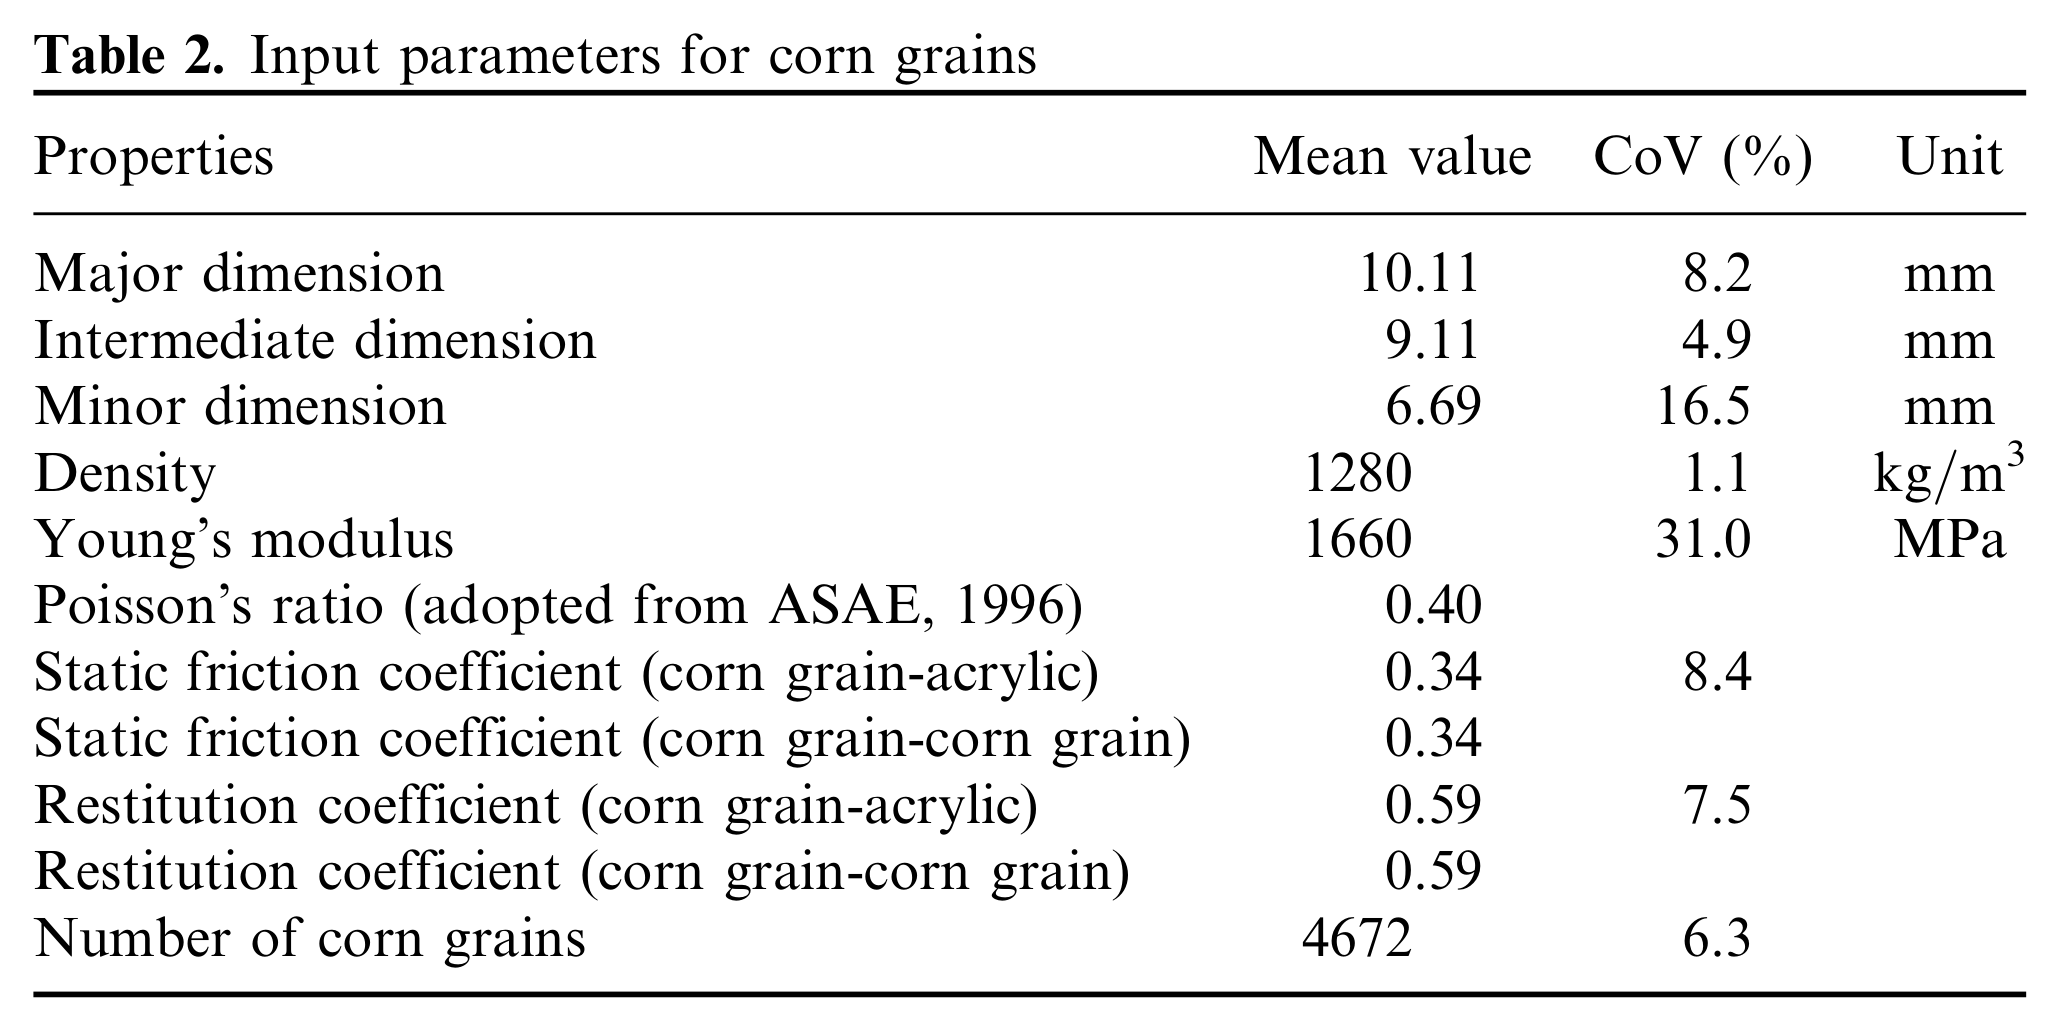 Table 2. Input parameters for corn grains
Properties Mean value CoV (%) Unit
Major dimension 10.11 8.2 mm
Intermediate dimension 9.11 4.9 mm
Minor dimension 6.69 16.5 mm
Density 1280 1.1 kg/m³
Young’s modulus 1660 31.0 MPa
Poisson’s ratio (adopted from ASAE, 1996) 0.40
Static friction coefficient (corn grain-acrylic) 0.34 8.4
Static friction coefficient (corn grain-corn grain) 0.34
Restitution coefficient (corn grain-acrylic) 0.59 7.5
Restitution coefficient (corn grain-corn grain) 0.59
Number of corn grains 4672 6.3